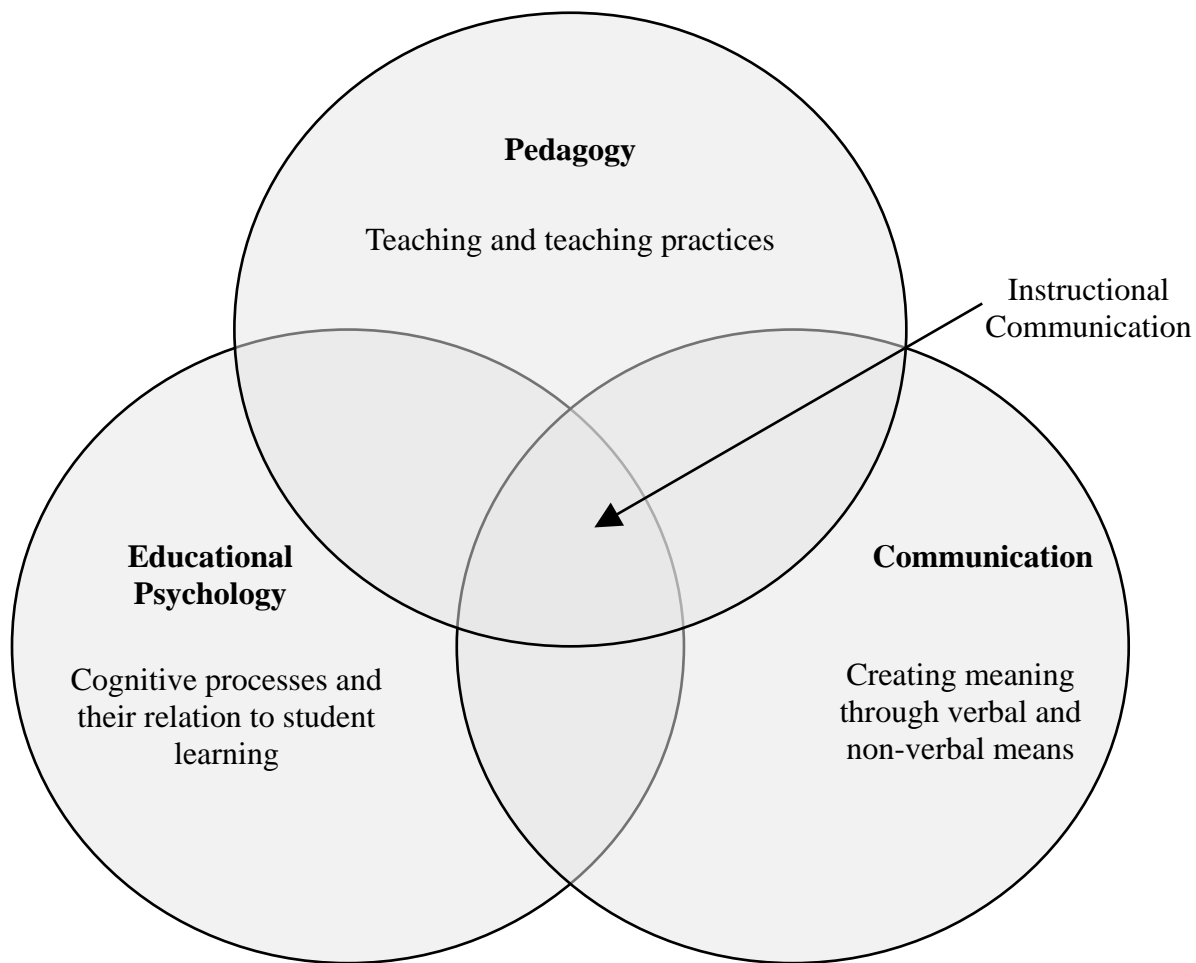 Pedagogy
Teaching and teaching practices
Instructional
Communication
Educational
Psychology
Cognitive processes and
their relation to student
learning
Communication
Creating meaning
through verbal and
non-verbal means